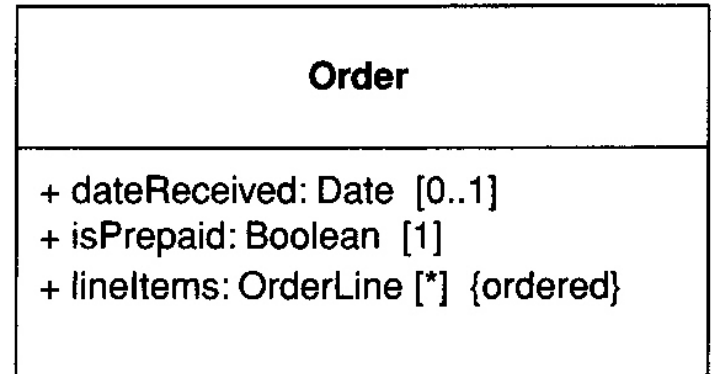 Order
+ dateReceived: Date [0..1]
+ isPrepaid: Boolean [1]
+ lineItems: OrderLine [*] {ordered}